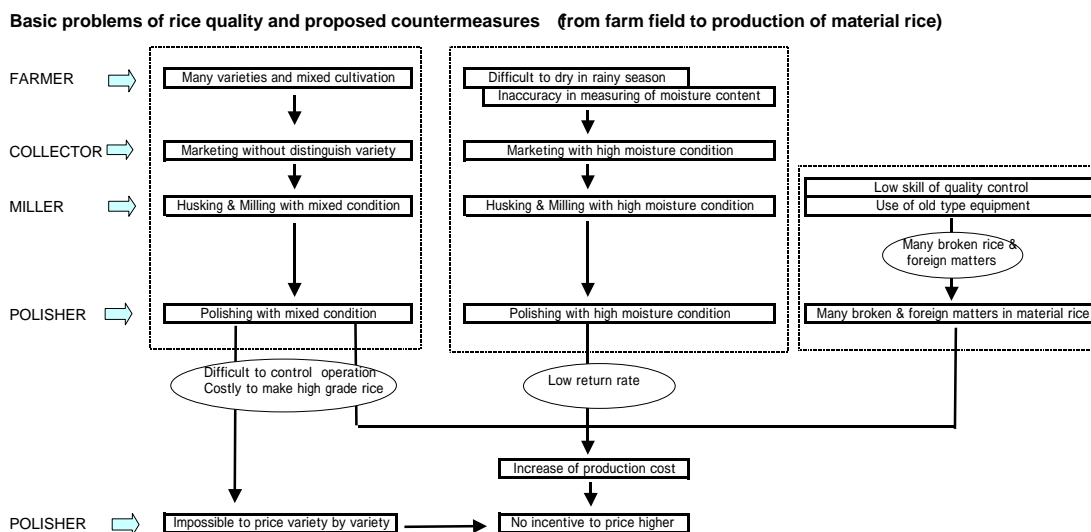 Basic problems of rice quality and proposed countermeasures (from farm field to production of material rice)
FARMER
Many varieties and mixed cultivation
Difficult to dry in rainy season
Inaccuracy in measuring of moisture content
COLLECTOR
Marketing without distinguish variety
Marketing with high moisture condition
Low skill of quality control
MILLER
Husking & Milling with mixed condition
Husking & Milling with high moisture condition
Use of old type equipment
Many broken rice &
foreign matters
POLISHER
Polishing with mixed condition
Polishing with high moisture condition
Many broken & foreign matters in material rice
Difficult to control operation
Costly to make high grade rice
Low return rate
Increase of production cost
POLISHER
Impossible to price variety by variety
No incentive to price higher